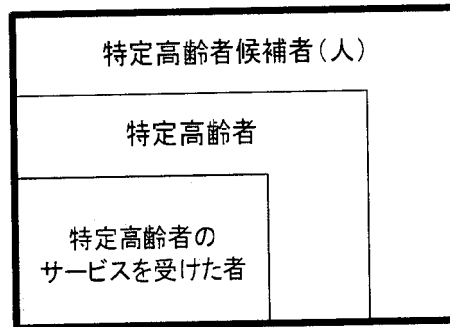 特定高齢者候補者(人)
特定高齢者
特定高齢者の
サービスを受けた者